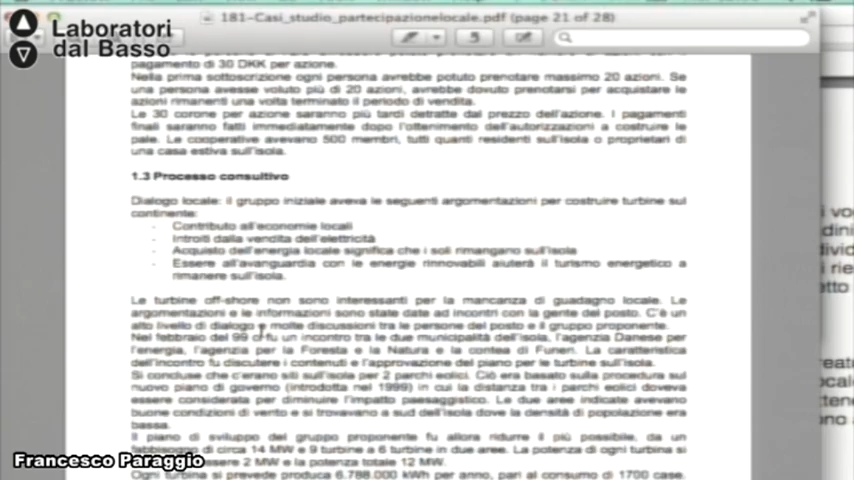 Laboratori
dal Basso
181-Casi_studio_partecipazionelocale.pdf (page 21 of 28)
pagamento di 30 DKK per azione.
Nella prima sottoscrizione ogni persona avrebbe potuto prenotare massimo 20 azioni. Se
una persona avesse voluto più di 20 azioni, avrebbe dovuto prenotarsi per acquistare le
azioni rimanenti una volta terminato il periodo di vendita.
Le 30 corone per azione saranno più tardi detratte dal prezzo dell'azione. I pagamenti
finali saranno fatti immediatamente dopo l'ottenimento dell'autorizzazioni a costruire le
pale. Le cooperative avevano 500 membri, tutti quanti residenti sull'isola o proprietari di
una casa estiva sull'isola.
1.3 Processo consultivo
Dialogo locale: il gruppo iniziale aveva le seguenti argomentazioni per costruire turbine sul
continente:
- Contributo all'economie locali
- Introiti dalla vendita dell'elettricità
- Acquisto dell'energia locale significa che i soli rimangano sull'isola
- Essere all'avanguardia con le energie rinnovabili aiuterà il turismo energetico a
rimanere sull'isola.
Le turbine off-shore non sono interessanti per la mancanza di guadagno locale. Le
argomentazioni e le informazioni sono state date ad incontri con la gente del posto. C'è un
alto livello di dialogo e molte discussioni tra le persone del posto e il gruppo proponente.
Nel febbraio del 99 ci fu un incontro tra le due municipalità dell'isola, l'agenzia Danese per
l'energia, l'agenzia per la Foresta e la Natura e la contea di Funen. La caratteristica
dell'incontro fu discutere i contenuti e l'approvazione del piano per le turbine sull'isola.
Si concluse che c'erano siti sull'isola per 2 parchi eolici. Ciò era basato sulla procedura sul
nuovo piano di governo (introdotta nel 1999) in cui la distanza tra i parchi eolici doveva
essere considerata per diminuire l'impatto paesaggistico. Le due aree indicate avevano
buone condizioni di vento e si trovavano a sud dell'isola dove la densità di popolazione era
bassa.
Il piano di sviluppo del gruppo proponente fu allora ridurre il più possibile, da un
fabbisogno di circa 14 MW e 9 turbine a 6 turbine in due aree. La potenza di ogni turbina si
essere 2 MW e la potenza totale 12 MW.
Ogni turbina si prevede produca 6.788.000 kWh per anno, pari al consumo di 1700 case.
Francesco Paraggio